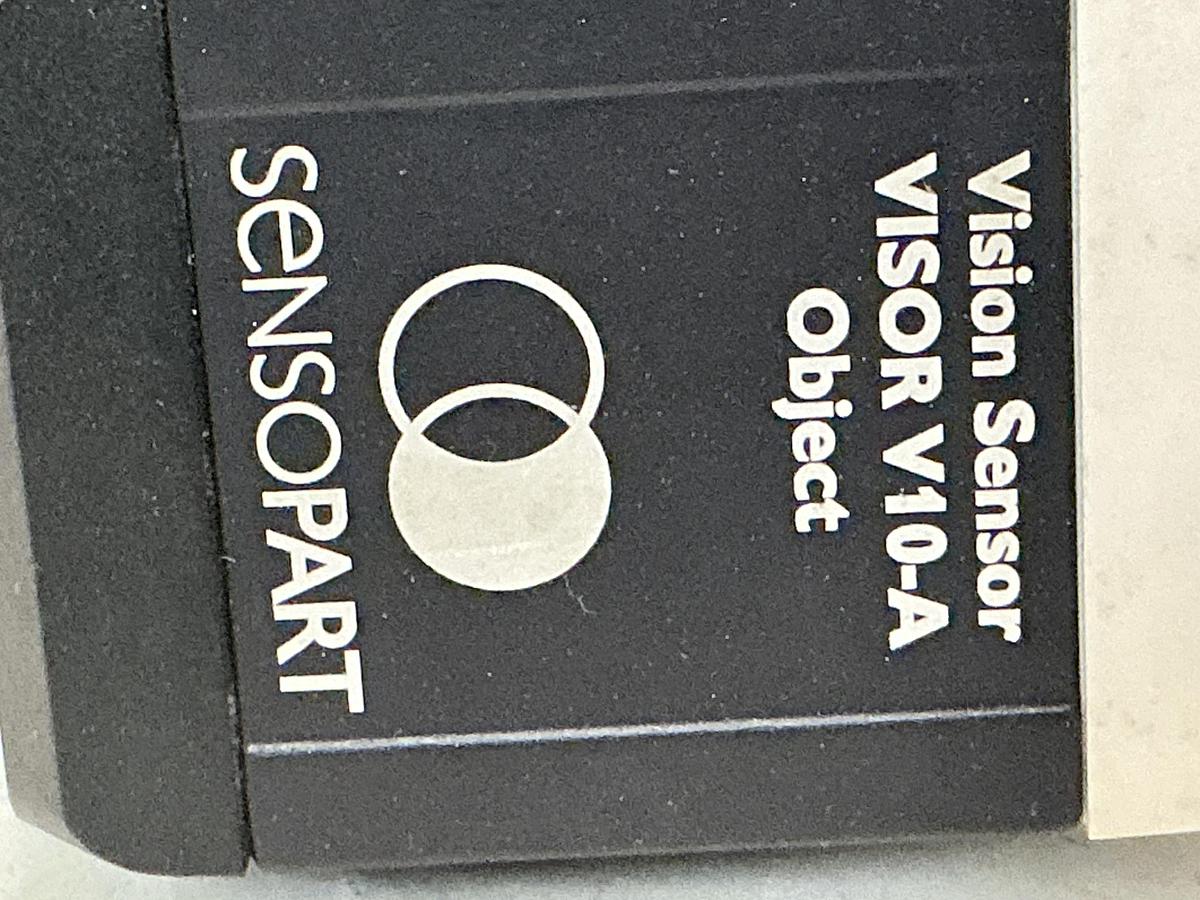 Vision Sensor
VISOR V10-A
Object
SENSOPART